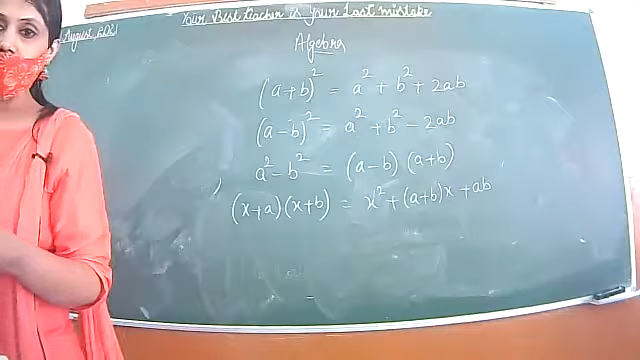 Your Best teacher is Your Last mistake
August, 2021
Algebra
(a+b)² = a² + b² + 2ab
(a-b)² = a² + b² - 2ab
a² - b² = (a-b) (a+b)
(x+a)(x+b) = x² + (a+b)x + ab